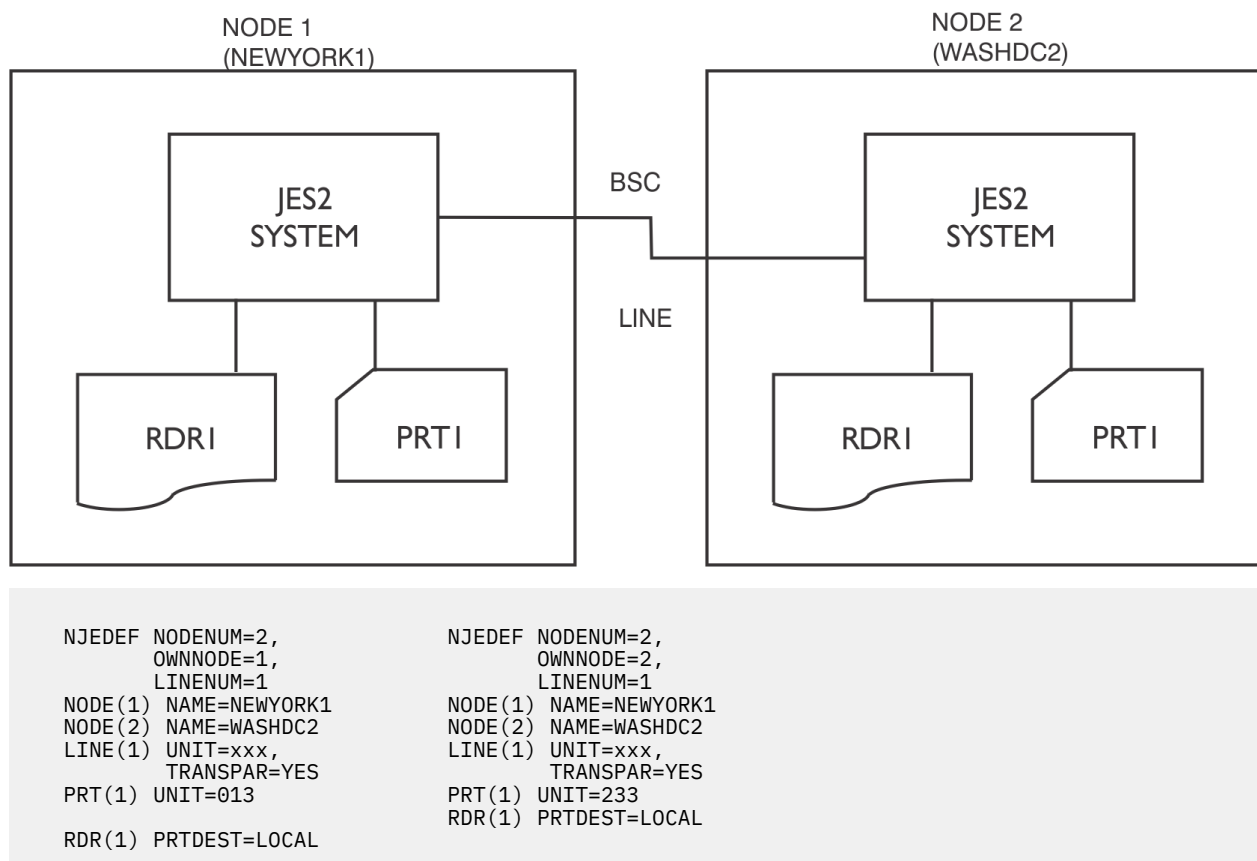 NODE 1
(NEWYORK1)
NODE 2
(WASHDC2)
JES2
SYSTEM
BSC
LINE
JES2
SYSTEM
RDR1
PRT1
RDR1
PRT1
NJEDEF NODENUM=2,
OWNNODE=1,
LINENUM=1
NODE(1) NAME=NEWYORK1
NODE(2) NAME=WASHDC2
LINE(1) UNIT=xxx,
TRANSPAR=YES
PRT(1) UNIT=013
RDR(1) PRTDEST=LOCAL
NJEDEF NODENUM=2,
OWNNODE=2,
LINENUM=1
NODE(1) NAME=NEWYORK1
NODE(2) NAME=WASHDC2
LINE(1) UNIT=xxx,
TRANSPAR=YES
PRT(1) UNIT=233
RDR(1) PRTDEST=LOCAL